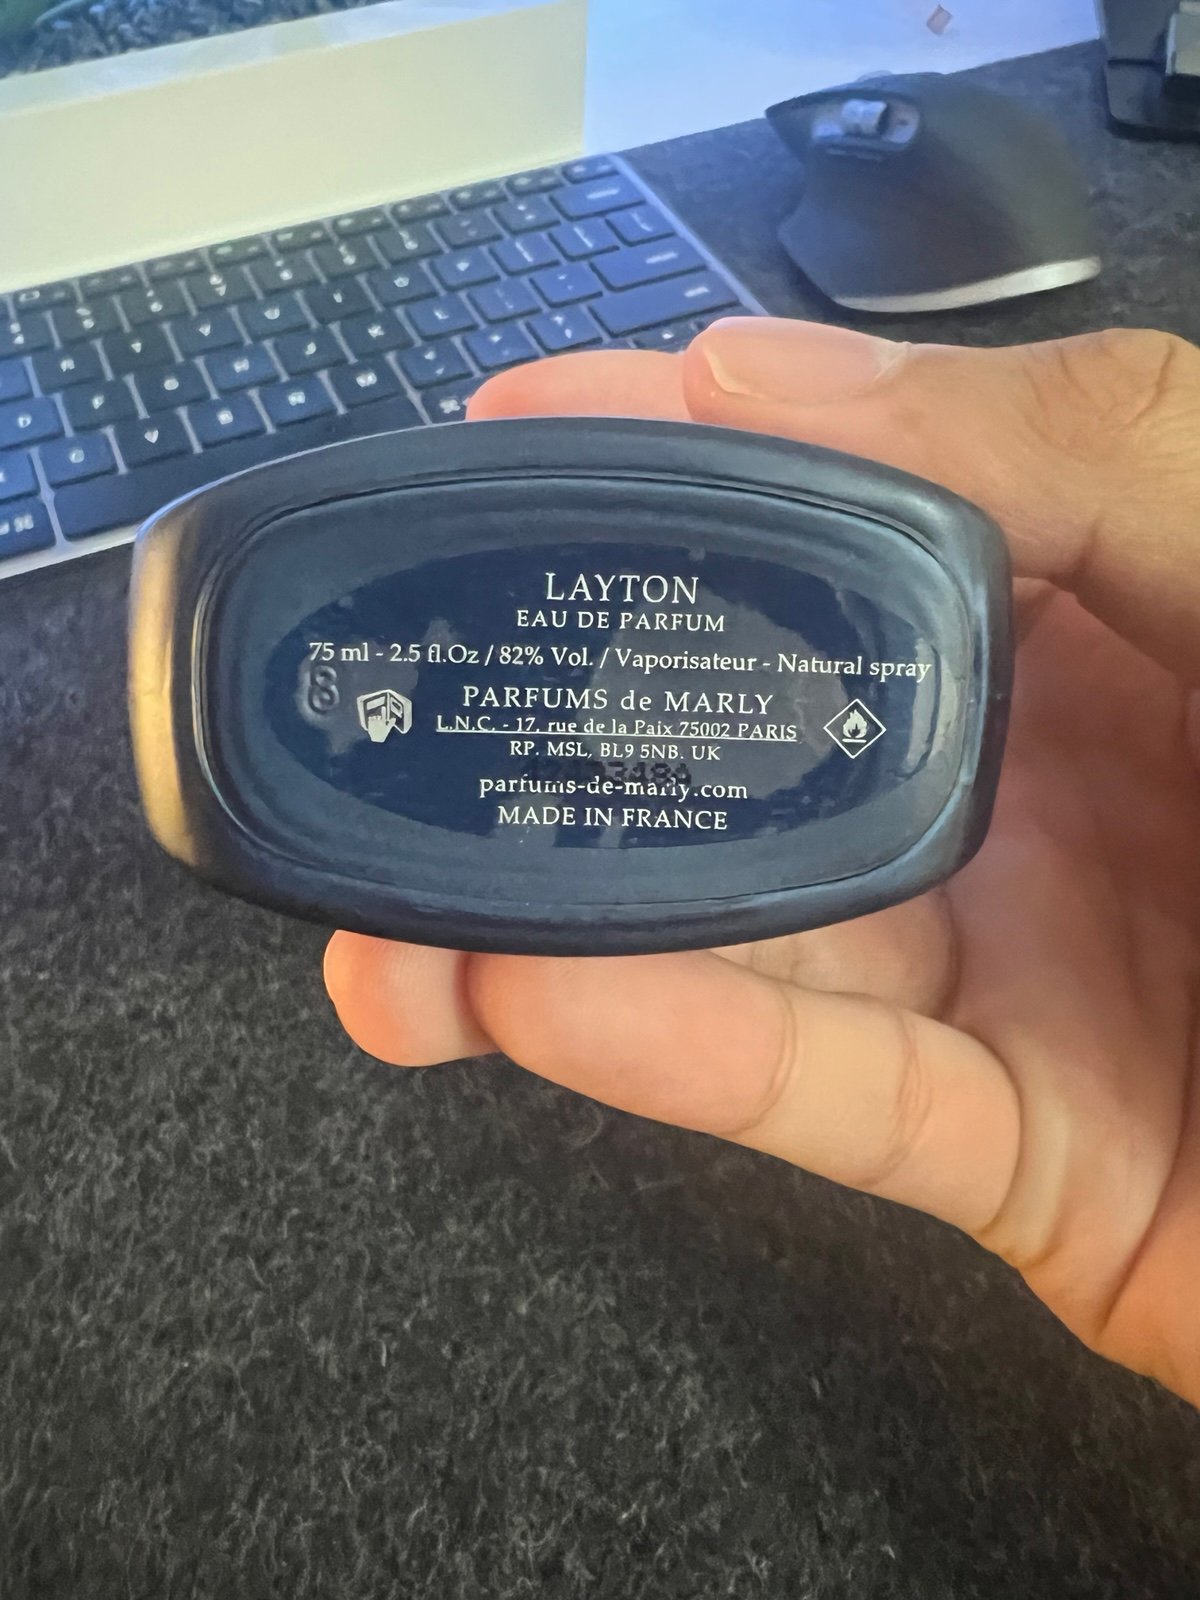 LAYTON
EAU DE PARFUM
75 ml - 2.5 fl.Oz / 82% Vol. / Vaporisateur - Natural spray
8
PARFUMS de MARLY
L.N.C. - 17, rue de la Paix 75002 PARIS
RP. MSL, BL9 5NB. UK
parfums-de-marly.com
MADE IN FRANCE